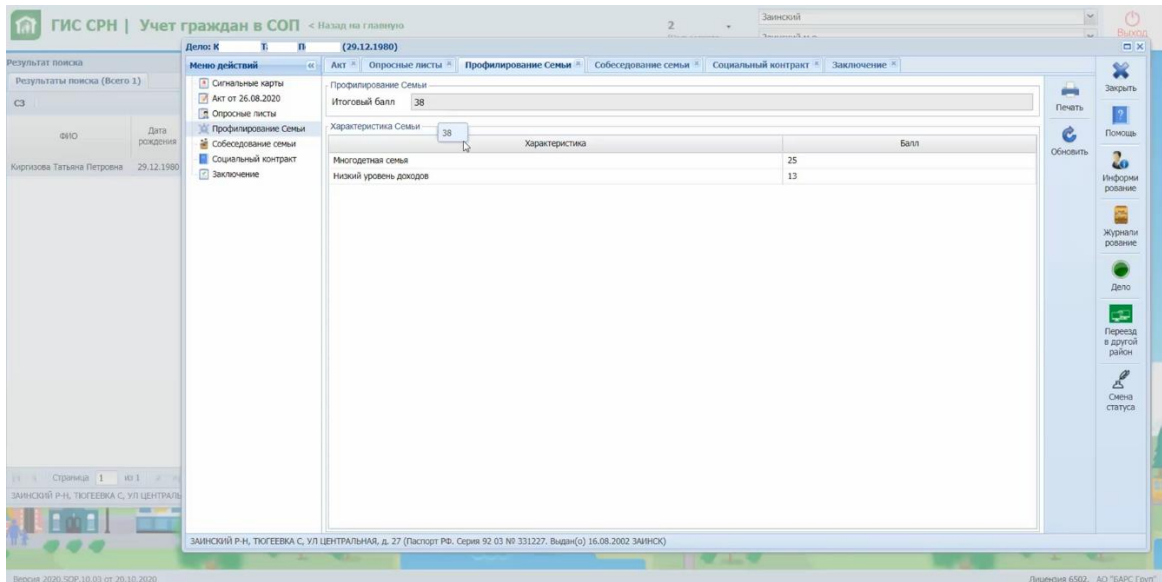 ГИС СРН | Учет граждан в СОП < Назад на главную
2
Заинский
Выход
Дело: К Т. П (29.12.1980)
Результат поиска
Результаты поиска (Всего 1)
СЗ
ФИО
Дата рождения
Киргизова Татьяна Петровна 29.12.1980
Страница 1 из 1
ЗАИНСКИЙ Р-Н, ТЮГЕЕВКА С, УЛ ЦЕНТРАЛЬ
Меню действий
Сигнальные карты
Акт от 26.08.2020
Опросные листы
Профилирование Семьи
Собеседование семьи
Социальный контракт
Заключение
Акт Опросные листы Профилирование Семьи Собеседование семьи Социальный контракт Заключение
Профилирование Семьи
Итоговый балл 38
Характеристика Семьи
38
Характеристика Балл
Многодетная семья 25
Низкий уровень доходов 13
Печать
Обновить
Закрыть
Помощь
Информи
рование
Журнали
рование
Дело
Переезд
в другой
район
Смена
статуса
ЗАИНСКИЙ Р-Н, ТЮГЕЕВКА С, УЛ ЦЕНТРАЛЬНАЯ, д. 27 (Паспорт РФ. Серия 92 03 № 331227. Выдан(о) 16.08.2002 ЗАИНСК)
Версия 2020.SOP.10.03 от 20.10.2020
Лицензия 6502, АО "БАРС Груп"